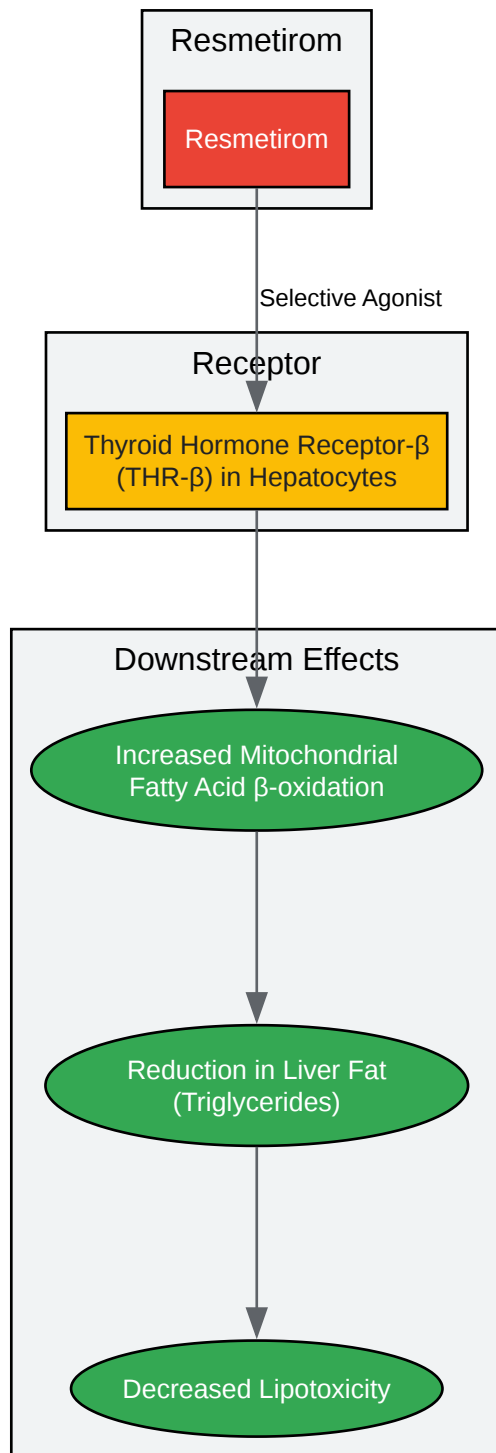 Resmetirom
Resmetirom
Selective Agonist
Receptor
Thyroid Hormone Receptor-β
(THR-β) in Hepatocytes
Downstream Effects
Increased Mitochondrial
Fatty Acid β-oxidation
Reduction in Liver Fat
(Triglycerides)
Decreased Lipotoxicity